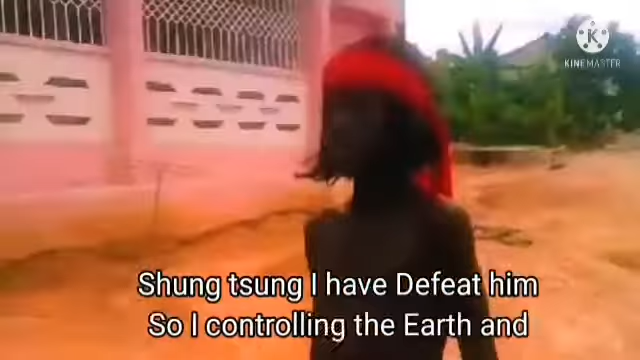 KINEMASTER
Shung tsung I have Defeat him
So I controlling the Earth and